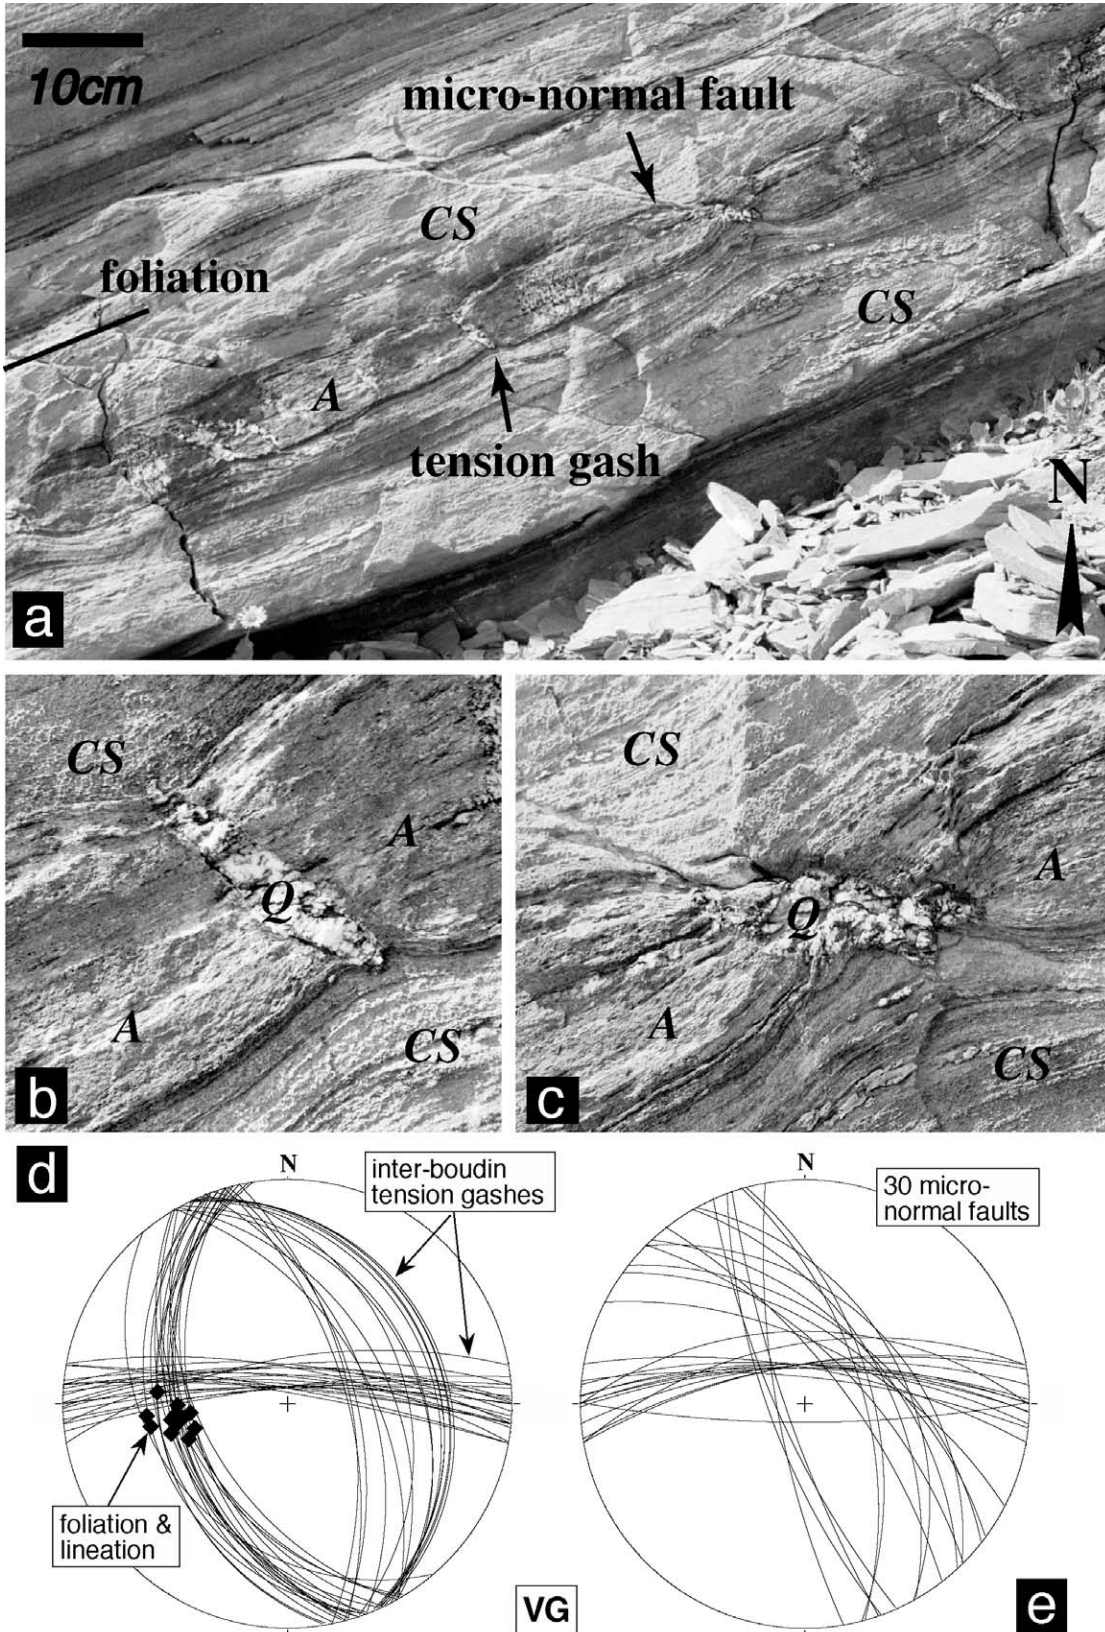 10cm
micro-normal fault
CS
foliation
CS
A
tension gash
N
a
CS
A
Q
A
CS
b
CS
A
Q
A
CS
c
d
N
inter-boudin
tension gashes
foliation &
lineation
VG
N
30 micro-
normal faults
e